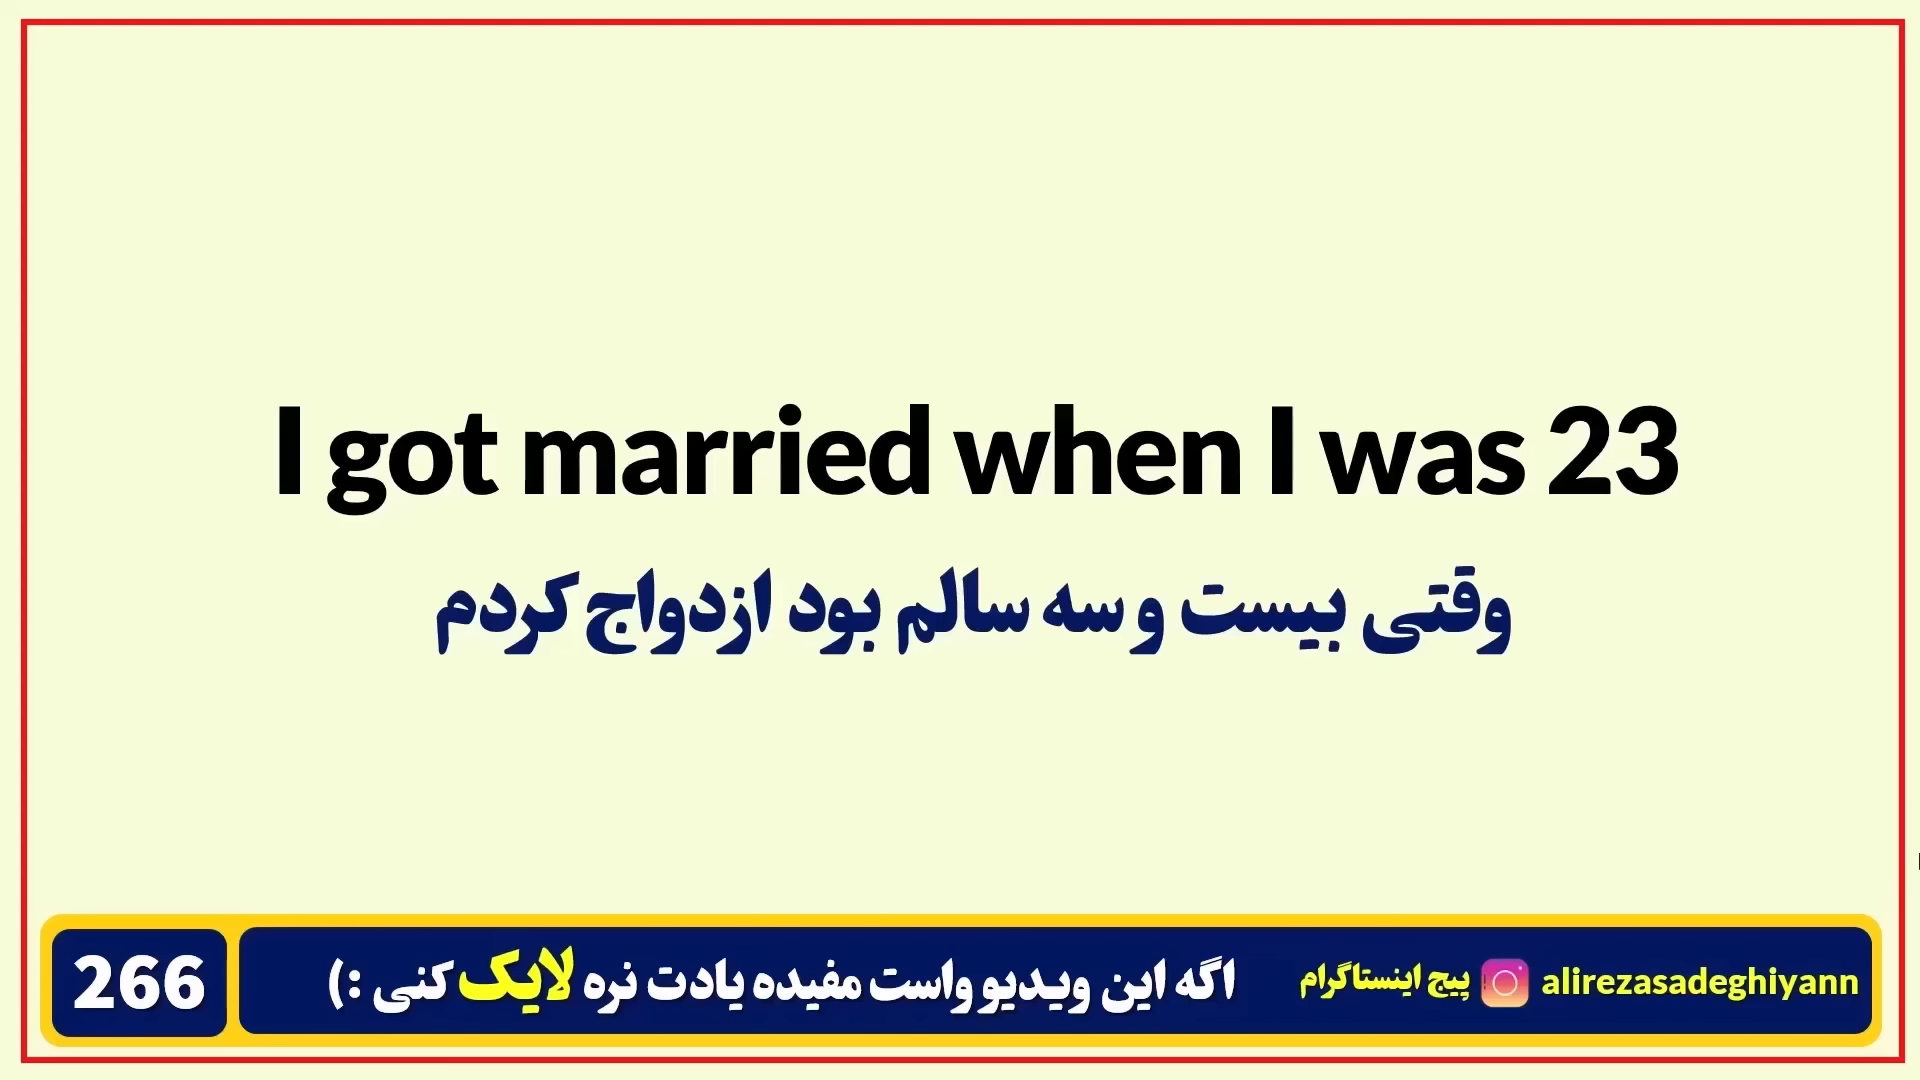 I got married when I was 23
وقتی بیست و سه سالم بود ازدواج کردم
266
اگه این ویدیو واست مفیده یادت نره لایک کنی :)
پیج اینستاگرام
alirezasadeghiyann